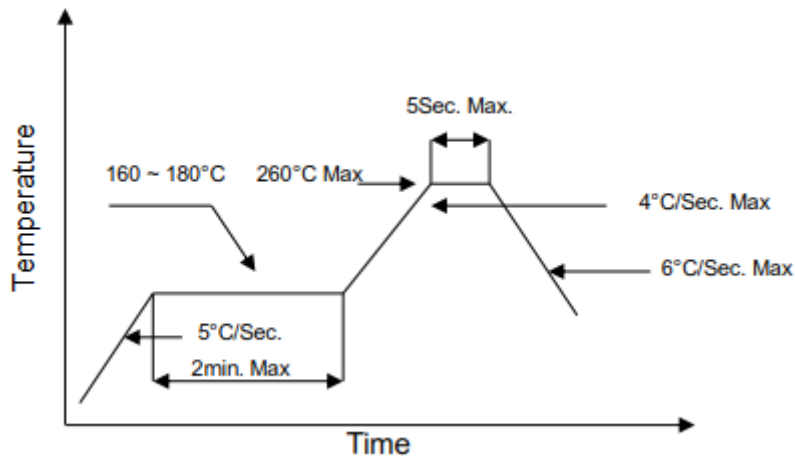 5Sec. Max.
160 ~ 180°C
260°C Max
4°C/Sec. Max
6°C/Sec. Max
5°C/Sec.
2min. Max
Temperature
Time